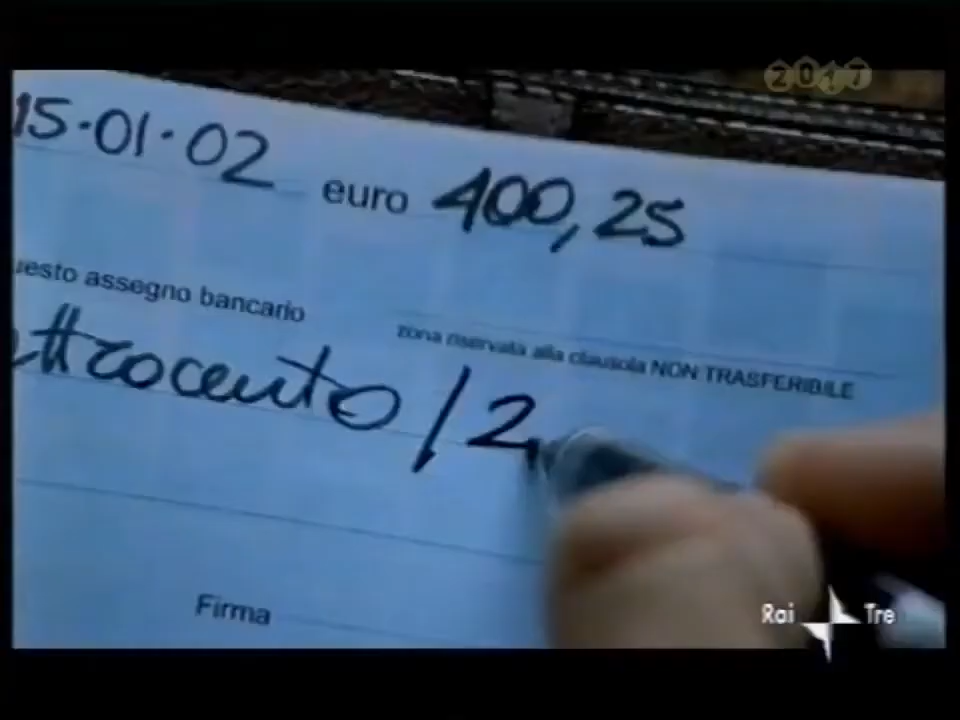 2017
15-01-02 euro 400,25
uesto assegno bancario
zona riservata alla clausola NON TRASFERIBILE
attrocento / 2
Firma
Rai Tre